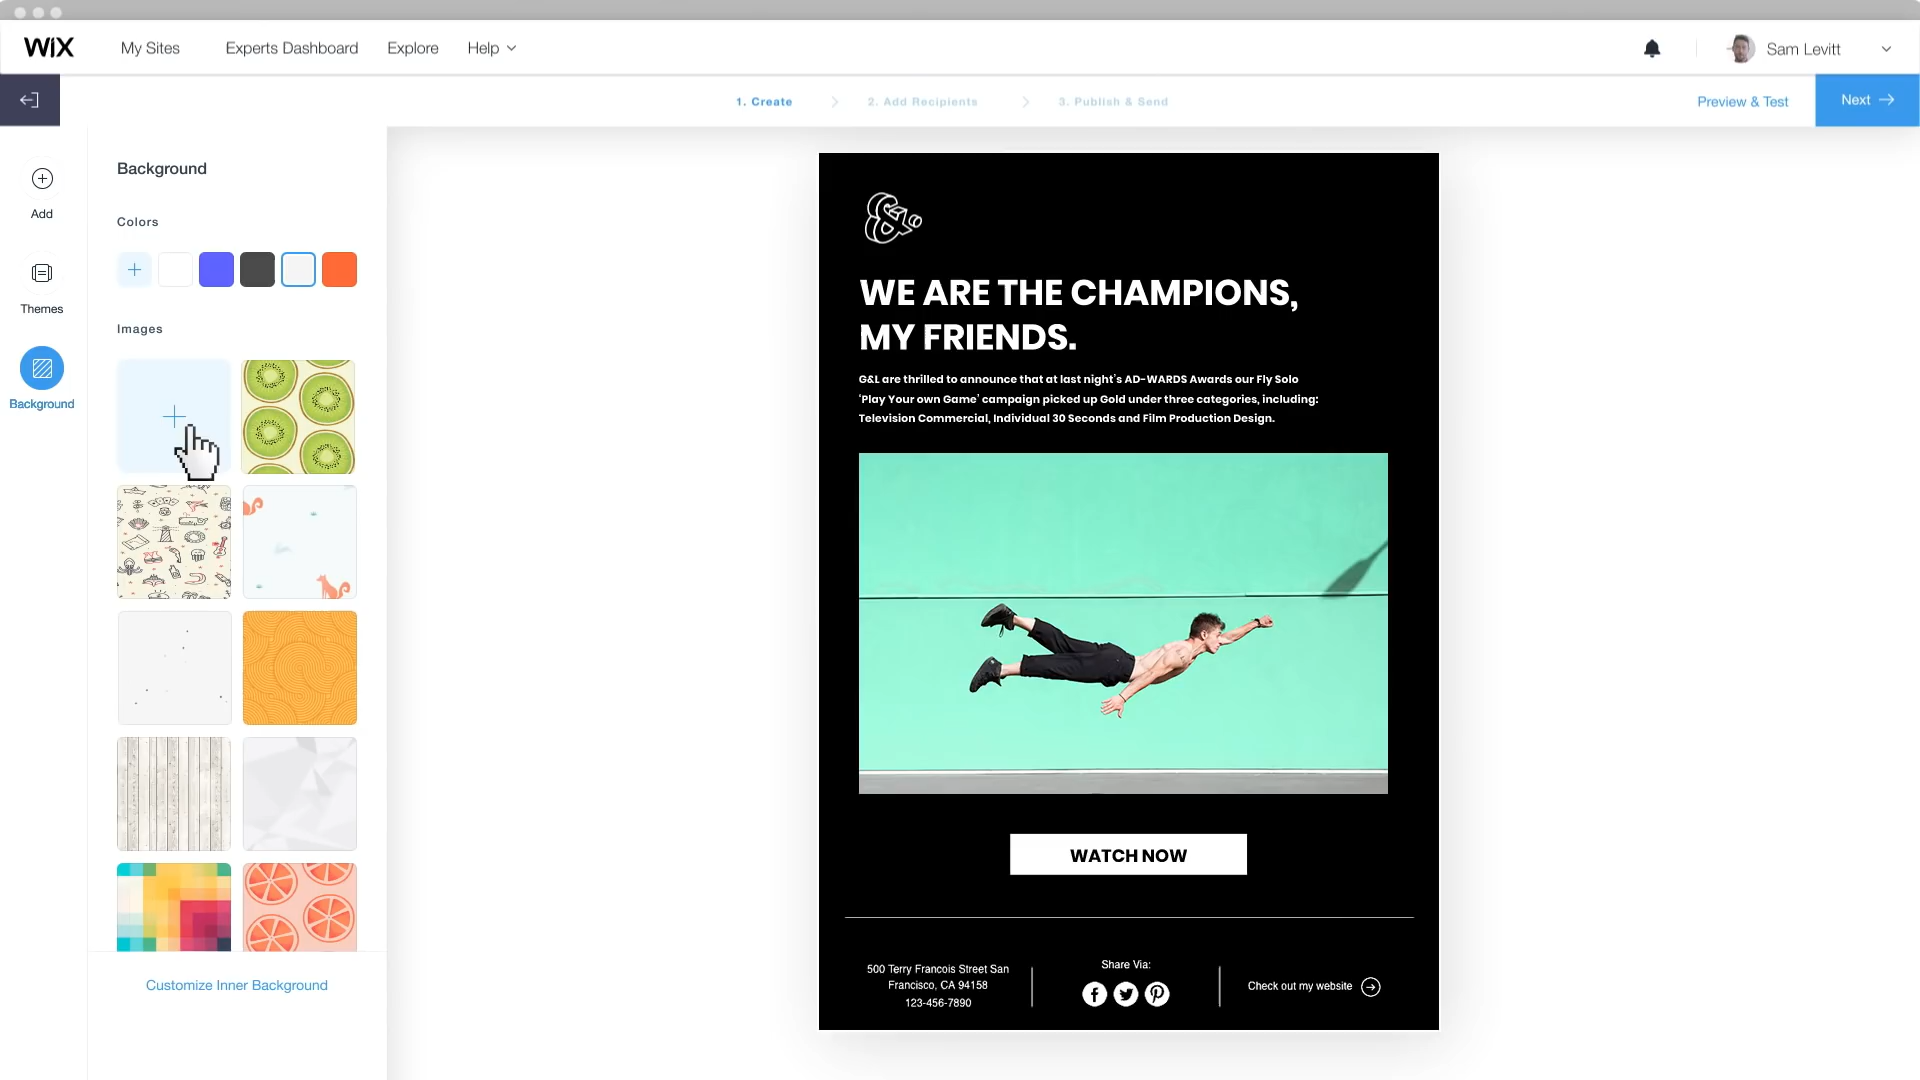 WIX
My Sites
Experts Dashboard
Explore
Help
Sam Levitt
1. Create
2. Add Recipients
3. Publish & Send
Preview & Test
Next
Add
Themes
Background
Background
Colors
Images
Customize Inner Background
&
WE ARE THE CHAMPIONS,
MY FRIENDS.
G&L are thrilled to announce that at last night's AD-WARDS Awards our Fly Solo
'Play Your own Game' campaign picked up Gold under three categories, including:
Television Commercial, Individual 30 Seconds and Film Production Design.
WATCH NOW
500 Terry Francois Street San
Francisco, CA 94158
123-456-7890
Share Via:
Check out my website